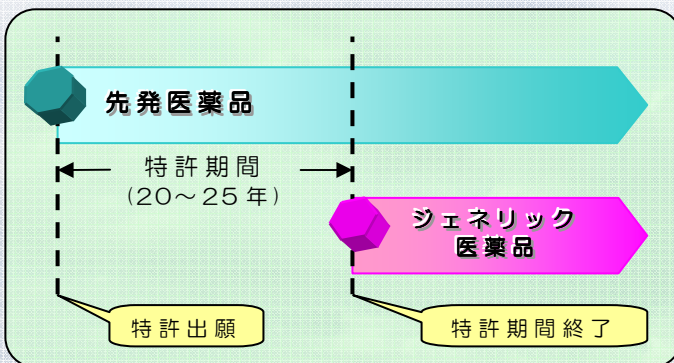 先発医薬品
特許期間
(20～25年)
ジェネリック
医薬品
特許出願
特許期間終了